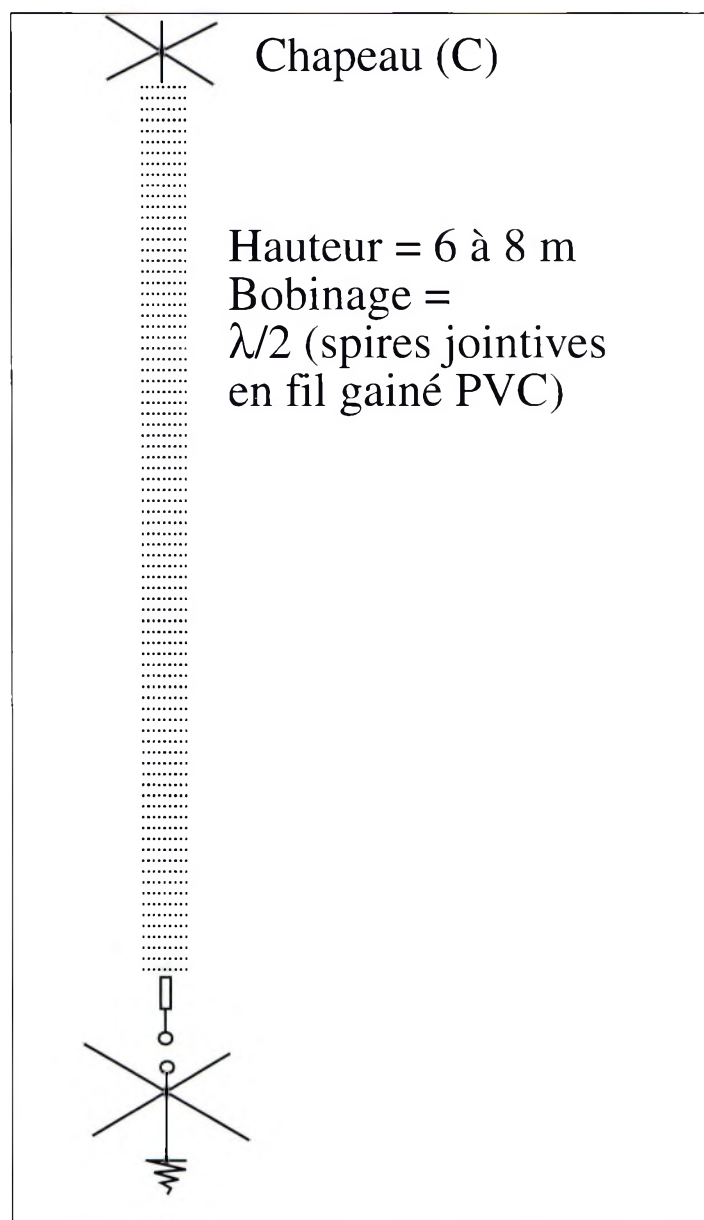 Chapeau (C)
Hauteur = 6 à 8 m
Bobinage =
λ/2 (spires jointives
en fil gainé PVC)